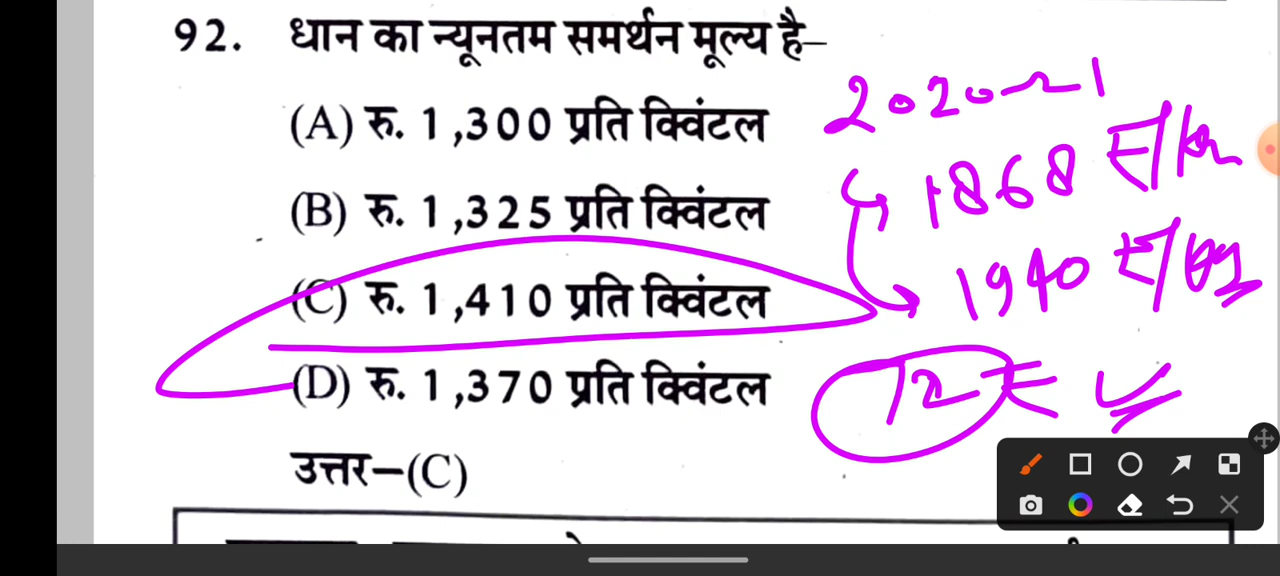 92. धान का न्यूनतम समर्थन मूल्य है–
(A) रु. 1,300 प्रति क्विंटल
(B) रु. 1,325 प्रति क्विंटल
(C) रु. 1,410 प्रति क्विंटल
(D) रु. 1,370 प्रति क्विंटल
उत्तर–(C)
2020-21
1868
1940
72 ₹